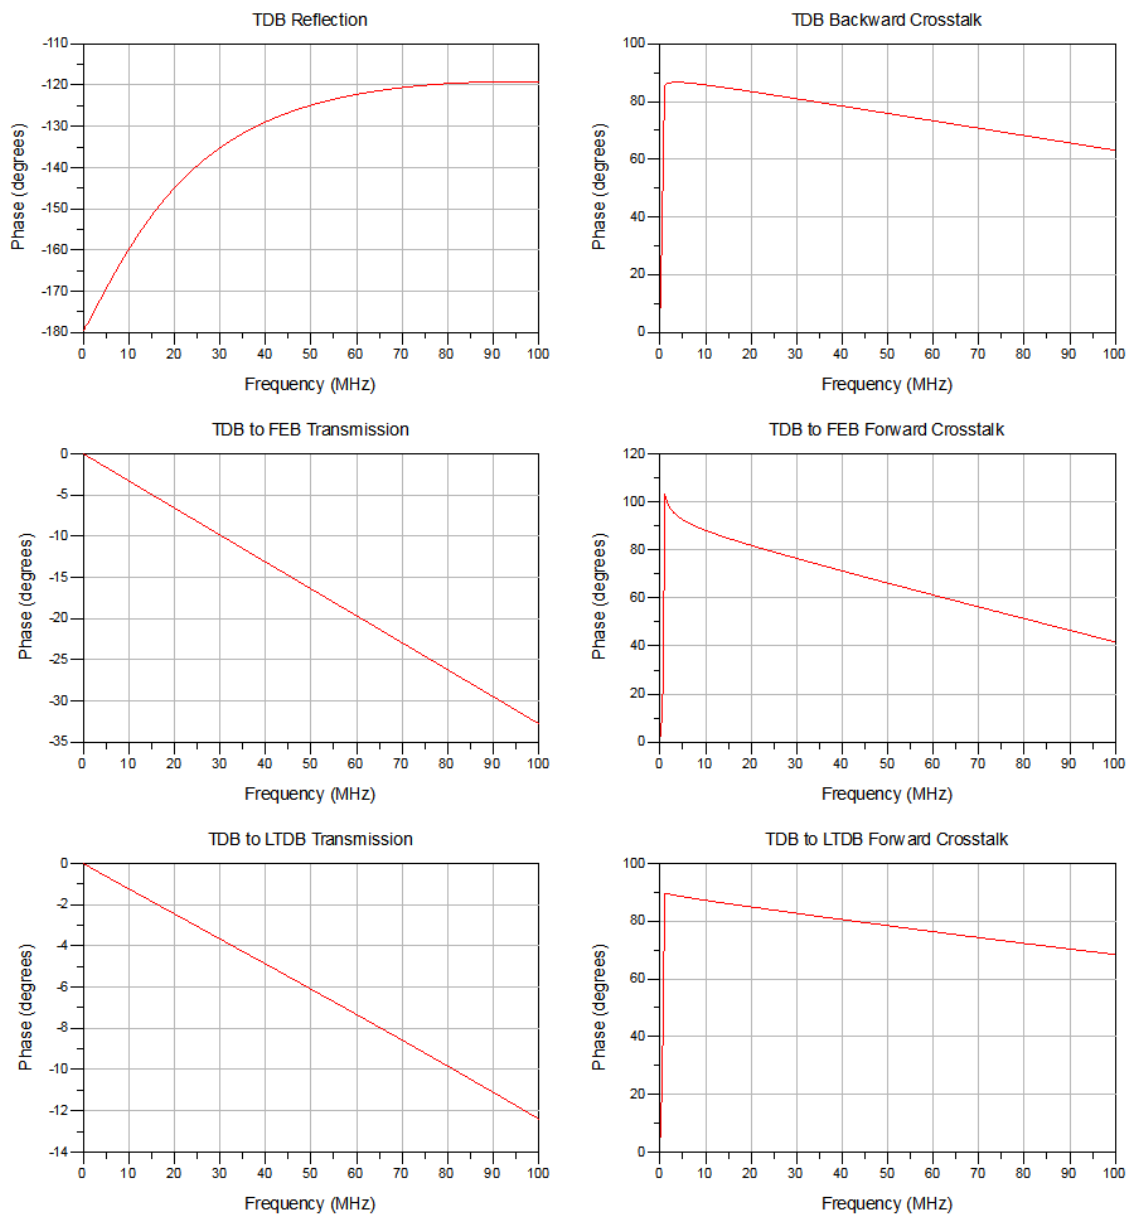 TDB Reflection
-110
-120
-130
-140
-150
-160
-170
-180
Phase (degrees)
0 10 20 30 40 50 60 70 80 90 100
Frequency (MHz)
TDB Backward Crosstalk
100
80
60
40
20
0
Phase (degrees)
0 10 20 30 40 50 60 70 80 90 100
Frequency (MHz)
TDB to FEB Transmission
0
-5
-10
-15
-20
-25
-30
-35
Phase (degrees)
0 10 20 30 40 50 60 70 80 90 100
Frequency (MHz)
TDB to FEB Forward Crosstalk
120
100
80
60
40
20
0
Phase (degrees)
0 10 20 30 40 50 60 70 80 90 100
Frequency (MHz)
TDB to LTDB Transmission
0
-2
-4
-6
-8
-10
-12
-14
Phase (degrees)
0 10 20 30 40 50 60 70 80 90 100
Frequency (MHz)
TDB to LTDB Forward Crosstalk
100
80
60
40
20
0
Phase (degrees)
0 10 20 30 40 50 60 70 80 90 100
Frequency (MHz)